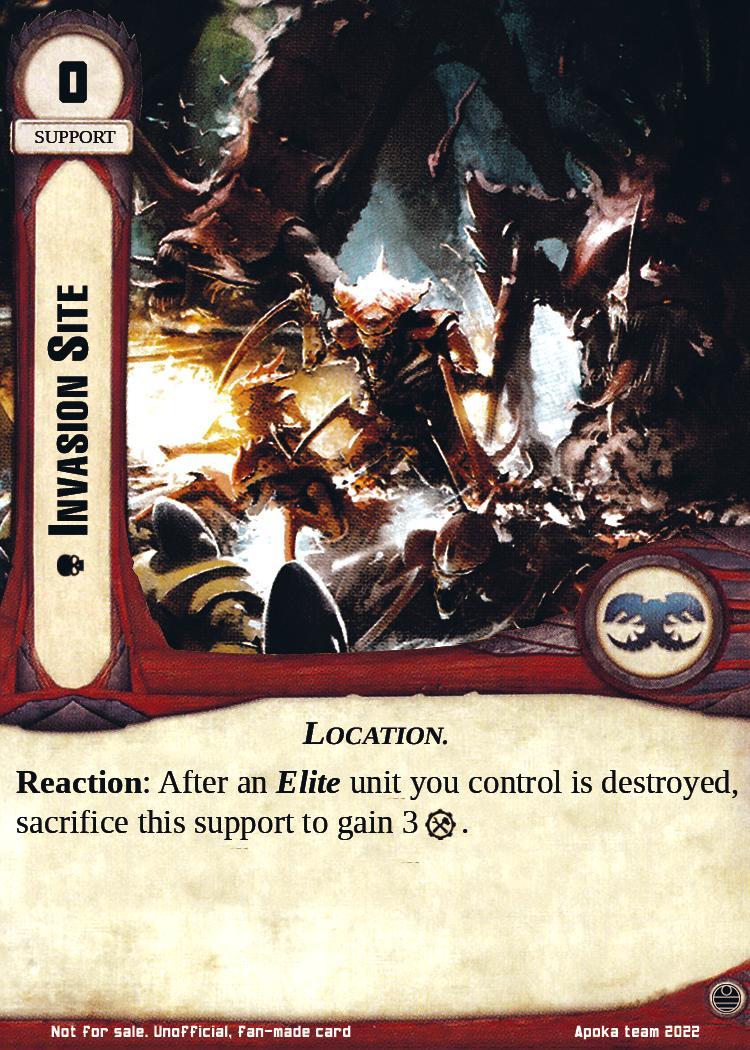 0
SUPPORT
INVASION SITE
LOCATION.
Reaction: After an Elite unit you control is destroyed,
sacrifice this support to gain 3 .
Not for sale. Unofficial, fan-made card
Apoka team 2022